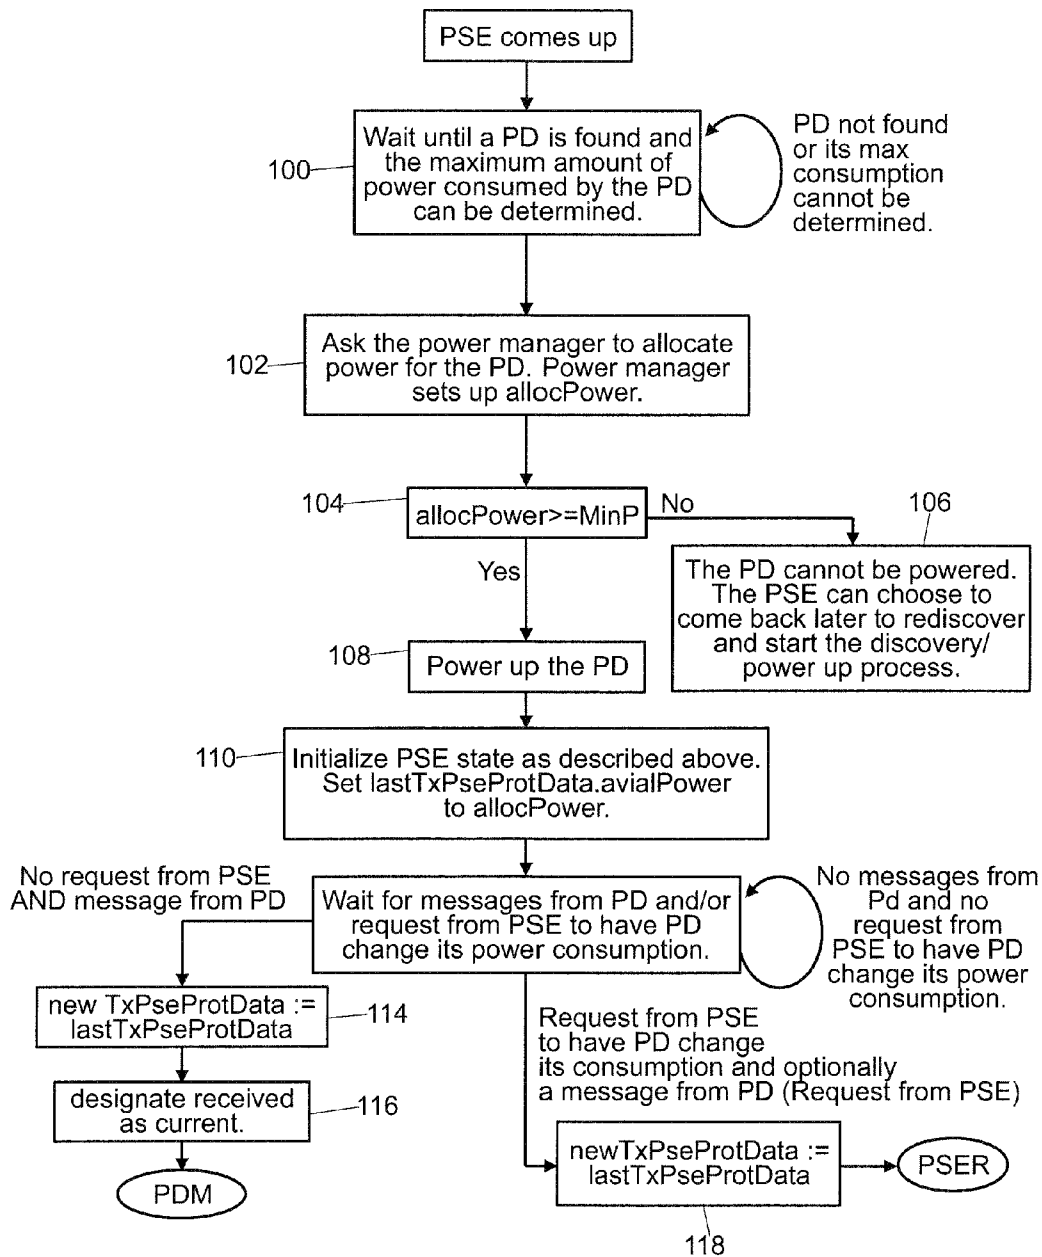 PSE comes up
100
Wait until a PD is found and
the maximum amount of
power consumed by the PD
can be determined.
PD not found
or its max
consumption
cannot be
determined.
102
Ask the power manager to allocate
power for the PD. Power manager
sets up allocPower.
104
allocPower>=MinP
No
106
Yes
The PD cannot be powered.
The PSE can choose to
come back later to rediscover
and start the discovery/
power up process.
108
Power up the PD
110
Initialize PSE state as described above.
Set lastTxPseProtData.avialPower
to allocPower.
No request from PSE
AND message from PD
Wait for messages from PD and/or
request from PSE to have PD
change its power consumption.
No messages from
Pd and no
request from
PSE to have PD
change its power
consumption.
new TxPseProtData :=
lastTxPseProtData
114
designate received
as current.
116
PDM
Request from PSE
to have PD change
its consumption and optionally
a message from PD (Request from PSE)
newTxPseProtData :=
lastTxPseProtData
PSER
118